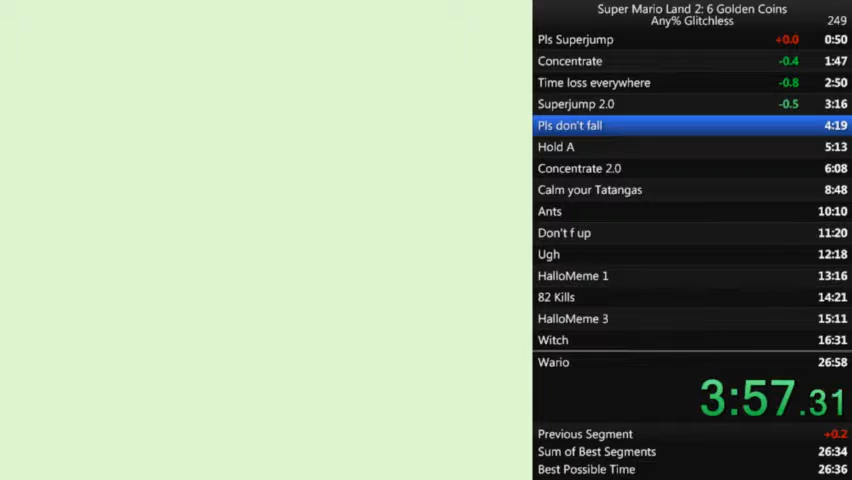 Super Mario Land 2: 6 Golden Coins
Any% Glitchless 249
Pls Superjump +0.0 0:50
Concentrate -0.4 1:47
Time loss everywhere -0.8 2:50
Superjump 2.0 -0.5 3:16
Pls don't fall 4:19
Hold A 5:13
Concentrate 2.0 6:08
Calm your Tatangas 8:48
Ants 10:10
Don't f up 11:20
Ugh 12:18
HalloMeme 1 13:16
82 Kills 14:21
HalloMeme 3 15:11
Witch 16:31
Wario 26:58
3:57.31
Previous Segment +0.2
Sum of Best Segments 26:34
Best Possible Time 26:36